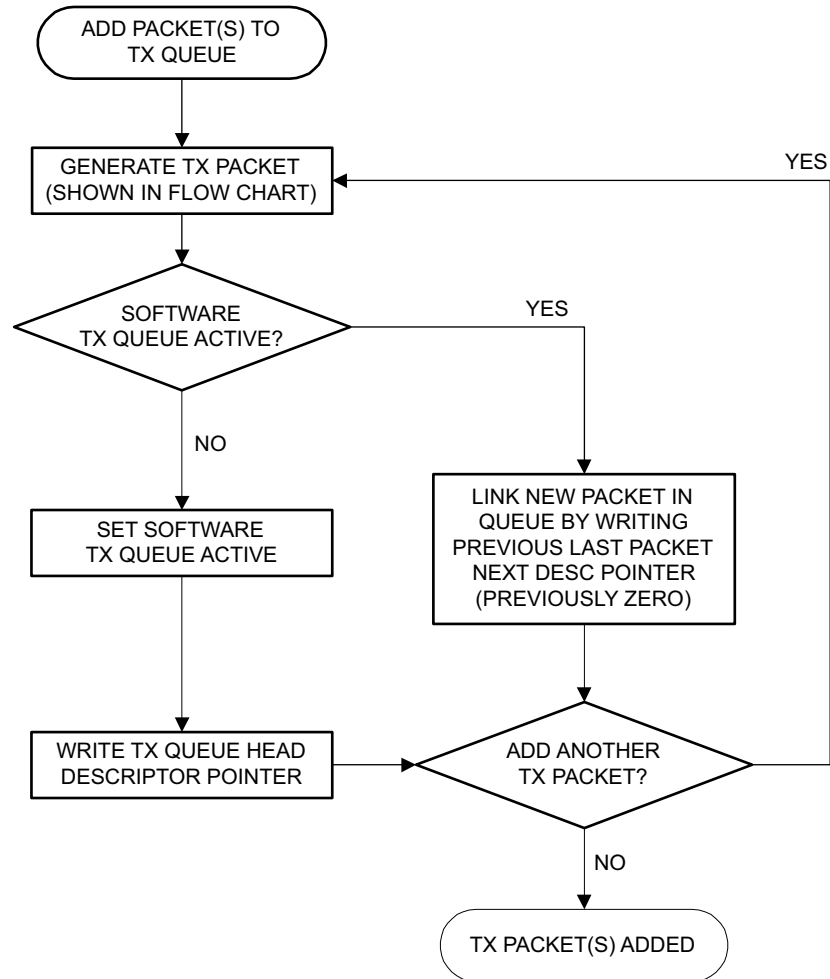 ADD PACKET(S) TO
TX QUEUE
GENERATE TX PACKET
(SHOWN IN FLOW CHART)
YES
SOFTWARE
TX QUEUE ACTIVE?
YES
NO
SET SOFTWARE
TX QUEUE ACTIVE
LINK NEW PACKET IN
QUEUE BY WRITING
PREVIOUS LAST PACKET
NEXT DESC POINTER
(PREVIOUSLY ZERO)
WRITE TX QUEUE HEAD
DESCRIPTOR POINTER
ADD ANOTHER
TX PACKET?
NO
TX PACKET(S) ADDED